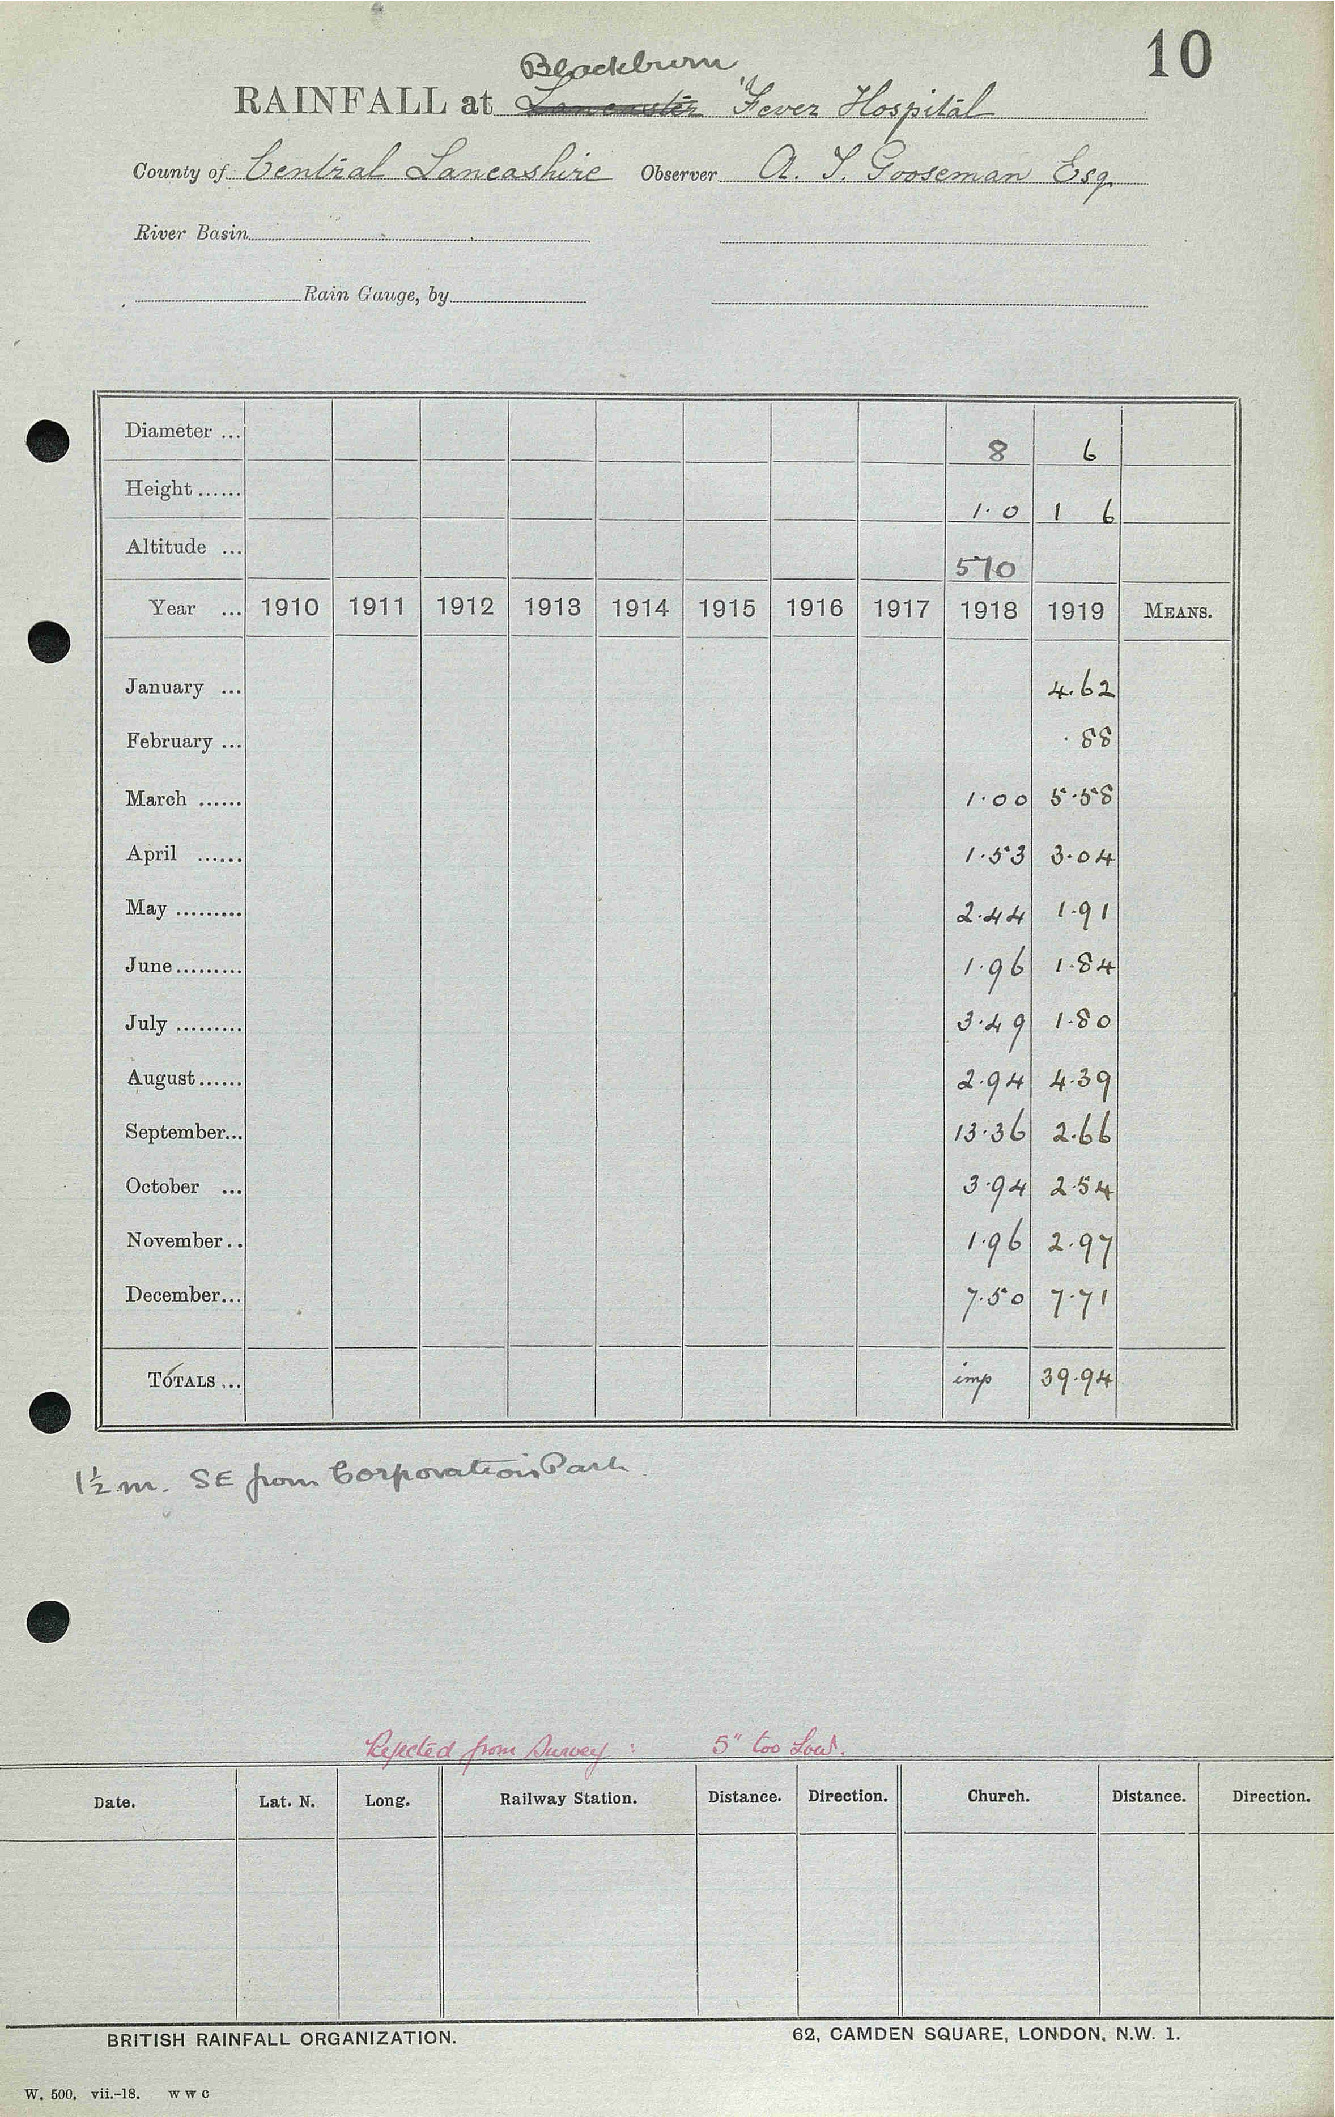 10
Blackburn
RAINFALL at Lancaster Fever Hospital
County of Central Lancashire Observer A. T. Gooseman Esq
River Basin
Rain Gauge, by
Diameter ... 8 6
Height ...... 1.0 1 6
Altitude ... 570
Year ... 1910 1911 1912 1913 1914 1915 1916 1917 1918 1919 MEANS.
January ... 4.62
February ... .88
March ...... 1.00 5.58
April ...... 1.53 3.04
May ......... 2.44 1.91
June ......... 1.96 1.84
July ......... 3.49 1.80
August ...... 2.94 4.39
September... 13.36 2.66
October ... 3.94 2.54
November .. 1.96 2.97
December... 7.50 7.71
TOTALS ... imp 39.94
1½ m. SE from Corporation Park.
Rejected from Survey : 5" too Low.
Date. Lat. N. Long. Railway Station. Distance. Direction. Church. Distance. Direction.
BRITISH RAINFALL ORGANIZATION. 62, CAMDEN SQUARE, LONDON, N.W. 1.
W. 500. vii.-18. W W C